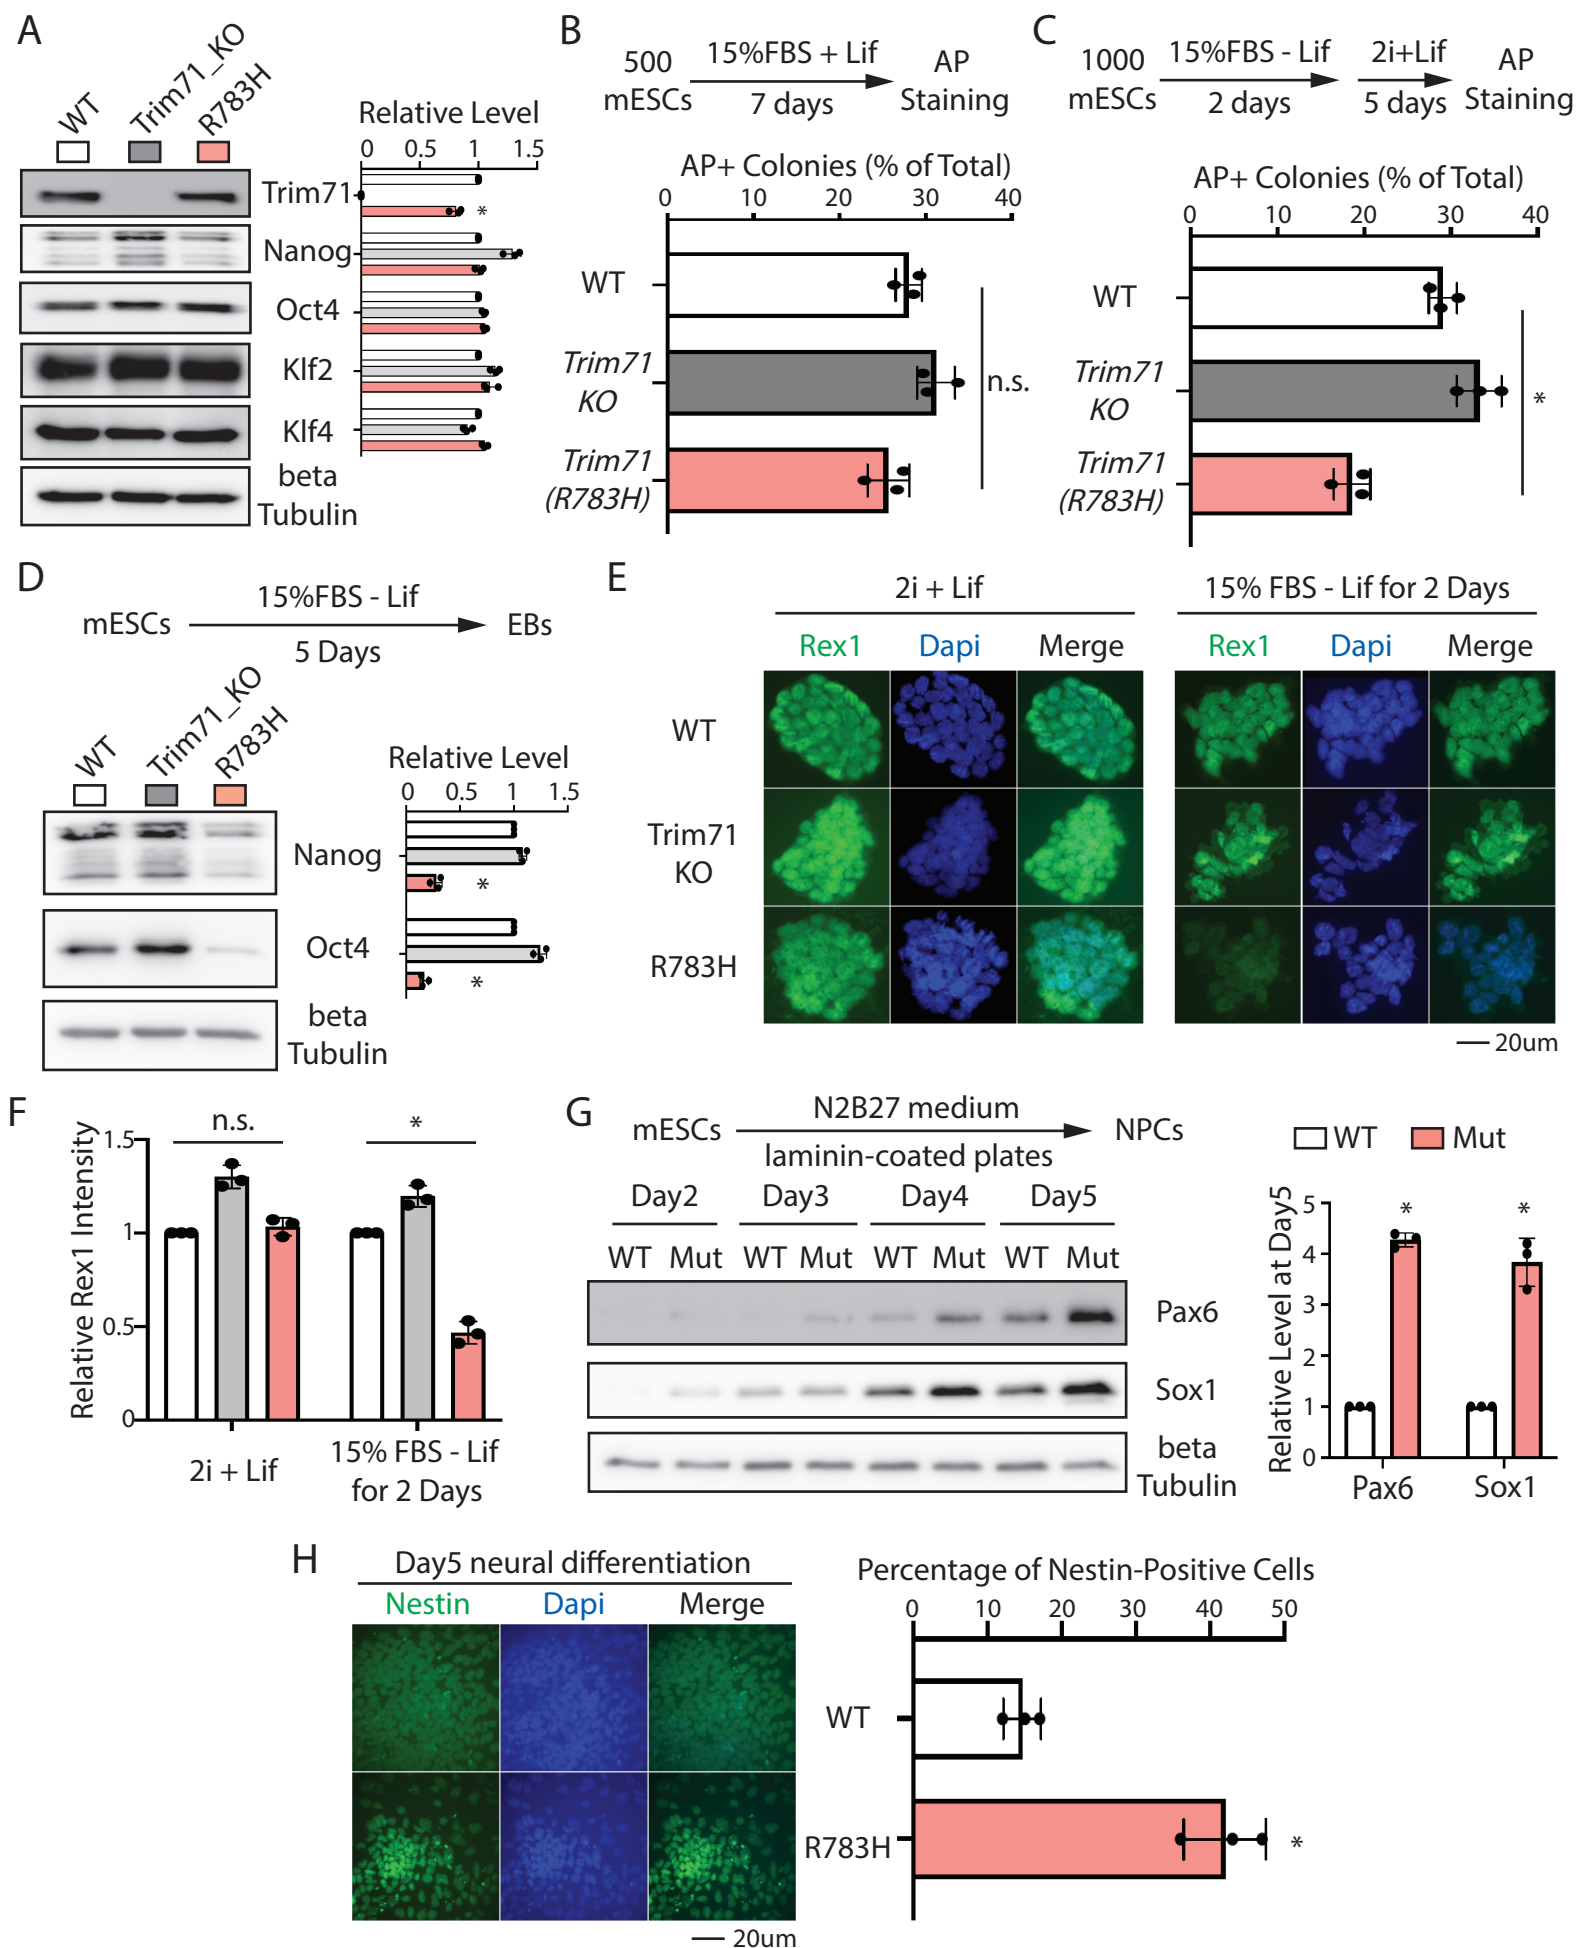 A
WT
Trim71_KO
R783H
Relative Level
0 0.5 1 1.5
Trim71
*
Nanog
Oct4
Klf2
Klf4
beta
Tubulin
B
500
mESCs
15%FBS + Lif
7 days
AP
Staining
AP+ Colonies (% of Total)
0 10 20 30 40
WT
Trim71
KO
Trim71
(R783H)
n.s.
C
1000
mESCs
15%FBS - Lif
2 days
2i+Lif
5 days
AP
Staining
AP+ Colonies (% of Total)
0 10 20 30 40
WT
Trim71
KO
Trim71
(R783H)
*
D
mESCs
15%FBS - Lif
5 Days
EBs
WT
Trim71_KO
R783H
Relative Level
0 0.5 1 1.5
Nanog
*
Oct4
*
beta
Tubulin
E
2i + Lif
15% FBS - Lif for 2 Days
Rex1 Dapi Merge
Rex1 Dapi Merge
WT
Trim71
KO
R783H
20um
F
Relative Rex1 Intensity
1.5
1
0.5
0
n.s.
*
2i + Lif
15% FBS - Lif
for 2 Days
G
mESCs
N2B27 medium
laminin-coated plates
NPCs
Day2 Day3 Day4 Day5
WT Mut WT Mut WT Mut WT Mut
Pax6
Sox1
beta
Tubulin
WT Mut
Relative Level at Day5
5
4
3
2
1
0
* *
Pax6 Sox1
H
Day5 neural differentiation
Nestin Dapi Merge
20um
Percentage of Nestin-Positive Cells
0 10 20 30 40 50
WT
R783H
*